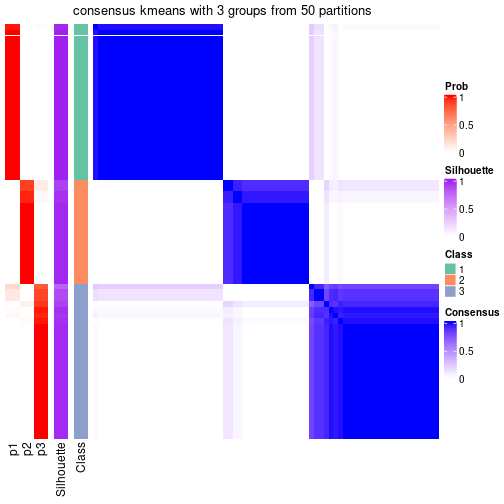 consensus kmeans with 3 groups from 50 partitions
Prob
1
0.5
0
Silhouette
1
0.5
0
Class
1
2
3
Consensus
1
0.5
0
p1
p2
p3
Silhouette
Class